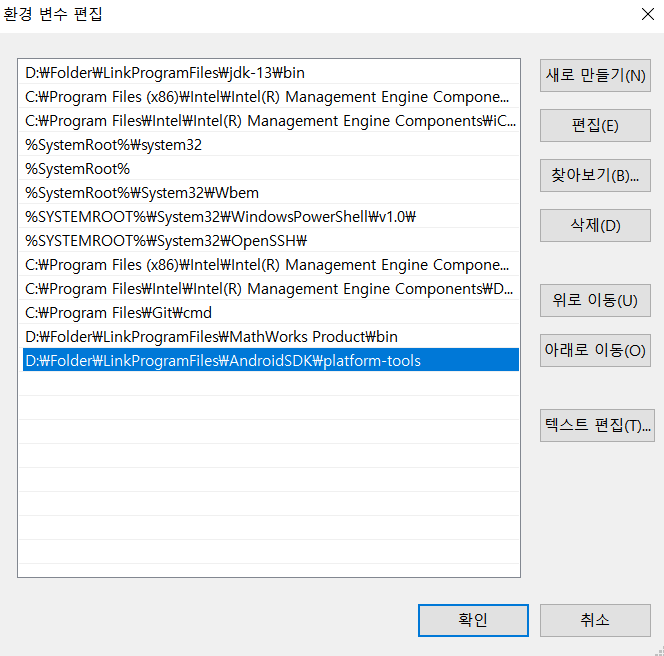 환경 변수 편집
D:₩Folder₩LinkProgramFiles₩jdk-13₩bin
C:₩Program Files (x86)₩Intel₩Intel(R) Management Engine Compone...
C:₩Program Files₩Intel₩Intel(R) Management Engine Components₩iC...
%SystemRoot%₩system32
%SystemRoot%
%SystemRoot%₩System32₩Wbem
%SYSTEMROOT%₩System32₩WindowsPowerShell₩v1.0₩
%SYSTEMROOT%₩System32₩OpenSSH₩
C:₩Program Files (x86)₩Intel₩Intel(R) Management Engine Compone...
C:₩Program Files₩Intel₩Intel(R) Management Engine Components₩D...
C:₩Program Files₩Git₩cmd
D:₩Folder₩LinkProgramFiles₩MathWorks Product₩bin
D:₩Folder₩LinkProgramFiles₩AndroidSDK₩platform-tools
새로 만들기(N)
편집(E)
찾아보기(B)...
삭제(D)
위로 이동(U)
아래로 이동(O)
텍스트 편집(T)...
확인
취소